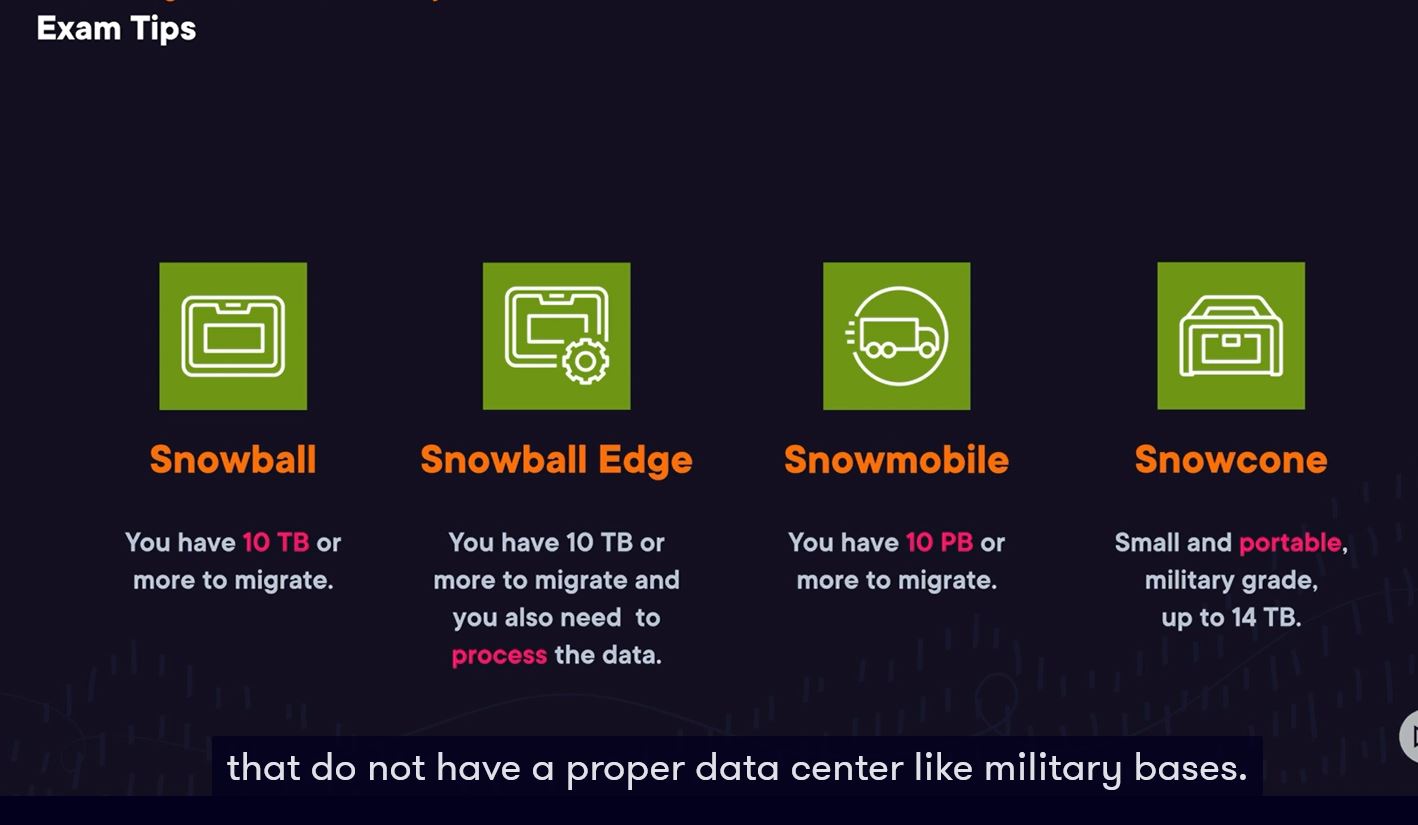 Exam Tips
Snowball
You have 10 TB or
more to migrate.
Snowball Edge
You have 10 TB or
more to migrate and
you also need to
process the data.
Snowmobile
You have 10 PB or
more to migrate.
Snowcone
Small and portable,
military grade,
up to 14 TB.
that do not have a proper data center like military bases.